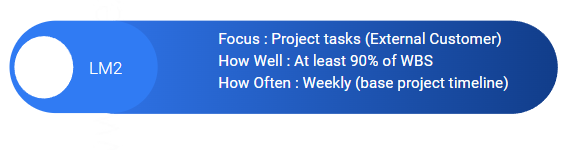 LM2
Focus : Project tasks (External Customer)
How Well : At least 90% of WBS
How Often : Weekly (base project timeline)